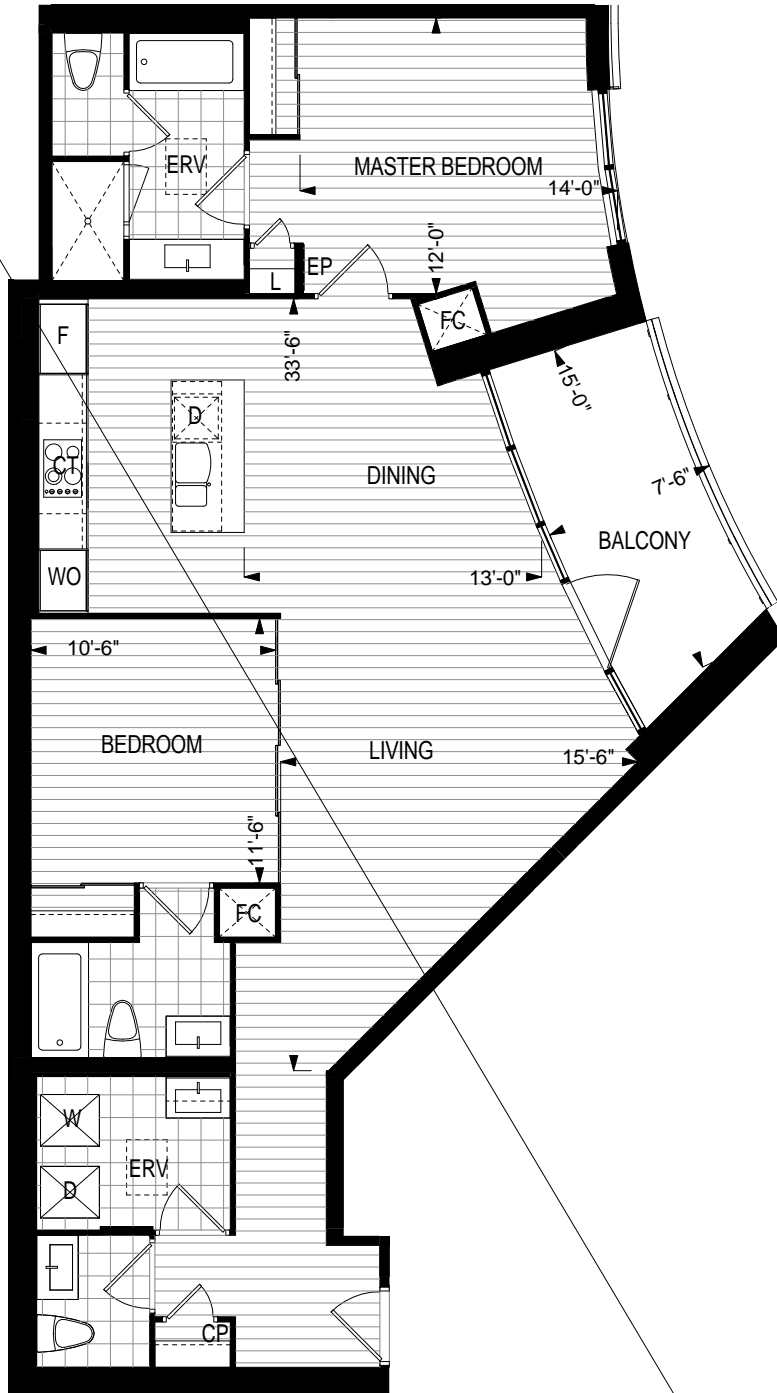 ERV
MASTER BEDROOM
14'-0"
12'-0"
EP
L
FC
F
33'-6"
15'-0"
D
CT
DINING
7'-6"
BALCONY
WO
13'-0"
10'-6"
BEDROOM
LIVING
15'-6"
11'-6"
FC
W
ERV
D
CP